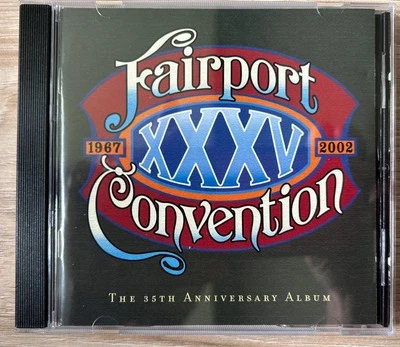 Fairport
1967 XXXV 2002
Convention
The 35th Anniversary Album